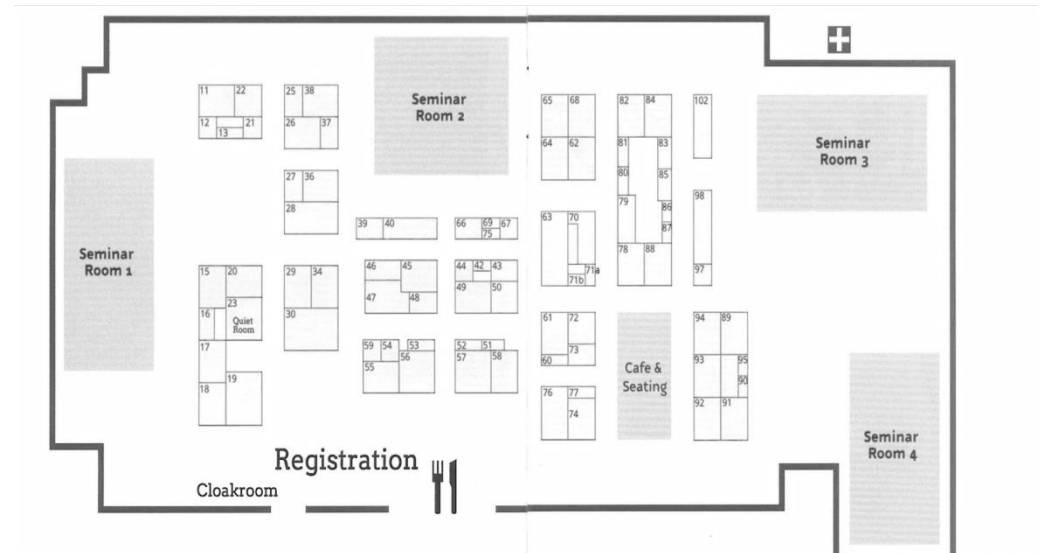 11 22
12 13 21
25 38
26 37
27 36
28
Seminar
Room 2
65 68
64 62
82 84
81 83
80 85
79 86
87
78 88
102
98
97
Seminar
Room 3
Seminar
Room 1
39 40
66 69 67
75
63 70
71a
71b
15 20
23
16 Quiet
Room
17
19
18
29 34
30
46 45
47 48
44 42 43
49 50
59 54 53
55 56
52 51
57 58
61 72
73
60
76 77
74
Cafe &
Seating
94 89
93 95
90
92 91
Seminar
Room 4
Registration
Cloakroom